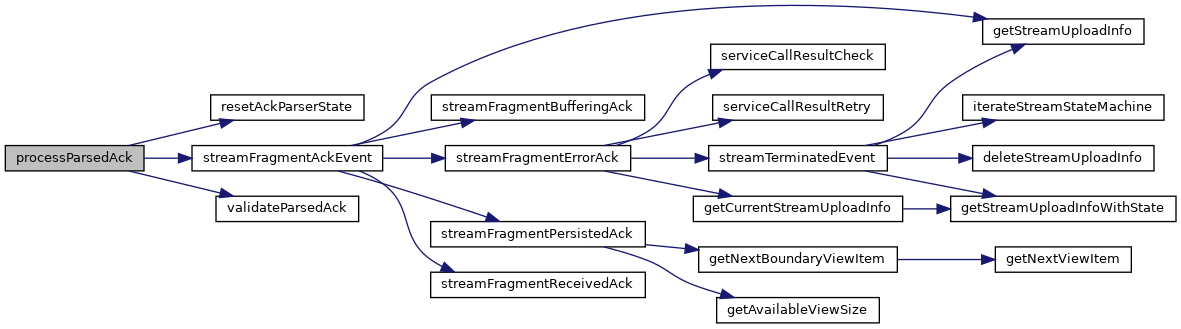 processParsedAck
resetAckParserState
streamFragmentAckEvent
validateParsedAck
streamFragmentBufferingAck
streamFragmentErrorAck
streamFragmentPersistedAck
streamFragmentReceivedAck
serviceCallResultCheck
serviceCallResultRetry
streamTerminatedEvent
getCurrentStreamUploadInfo
getNextBoundaryViewItem
getAvailableViewSize
getStreamUploadInfo
iterateStreamStateMachine
deleteStreamUploadInfo
getStreamUploadInfoWithState
getNextViewItem